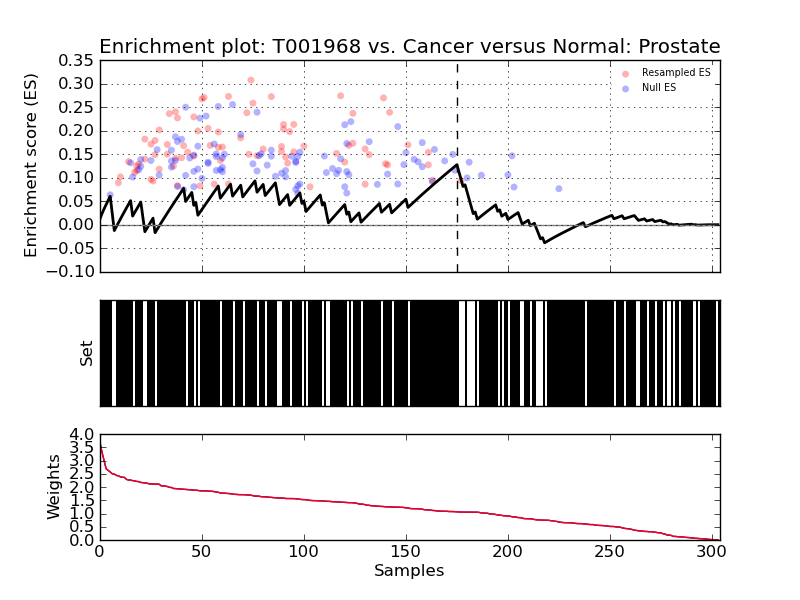 Enrichment plot: T001968 vs. Cancer versus Normal: Prostate
Enrichment score (ES)
0.35
0.30
0.25
0.20
0.15
0.10
0.05
0.00
−0.05
−0.10
Resampled ES
Null ES
Set
Weights
4.0
3.5
3.0
2.5
2.0
1.5
1.0
0.5
0.0
0 50 100 150 200 250 300
Samples